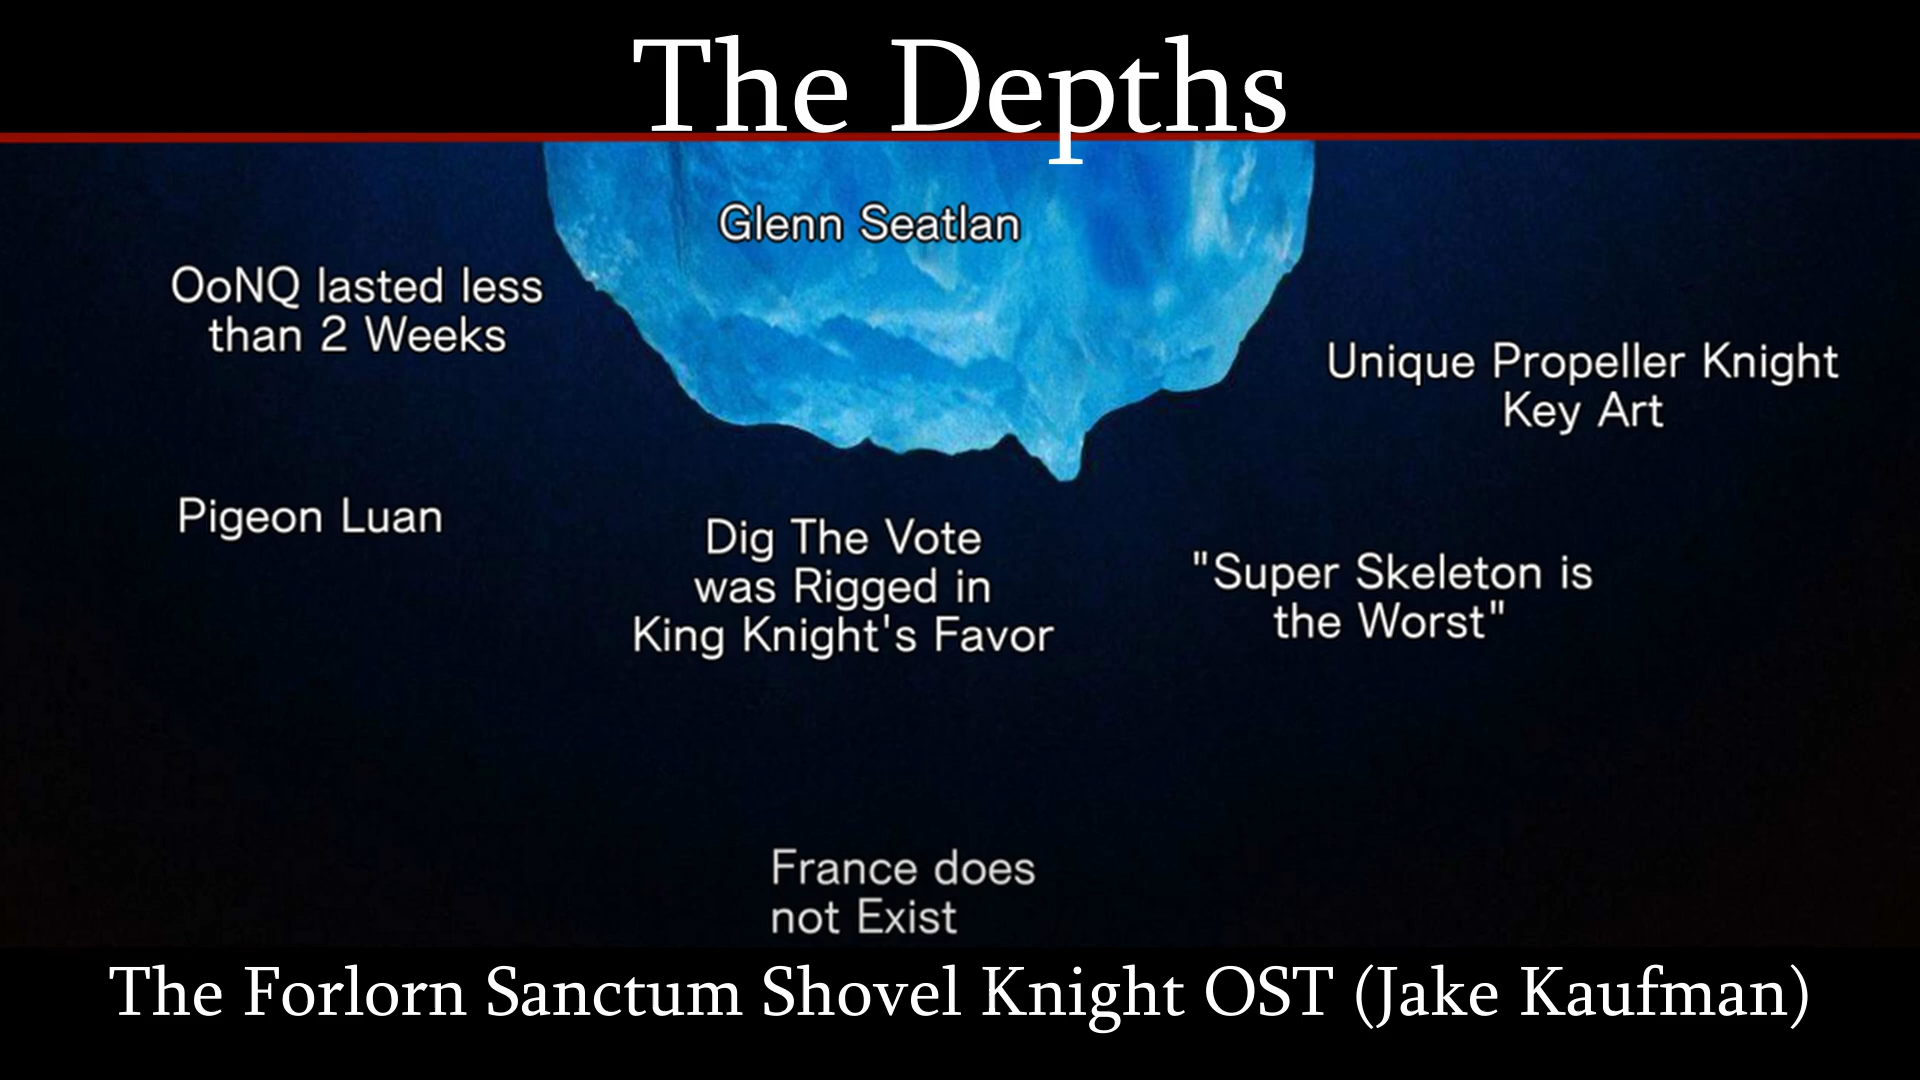 The Depths
Glenn Seatlan
OoNQ lasted less
than 2 Weeks
Unique Propeller Knight
Key Art
Pigeon Luan
Dig The Vote
was Rigged in
King Knight's Favor
"Super Skeleton is
the Worst"
France does
not Exist
The Forlorn Sanctum Shovel Knight OST (Jake Kaufman)